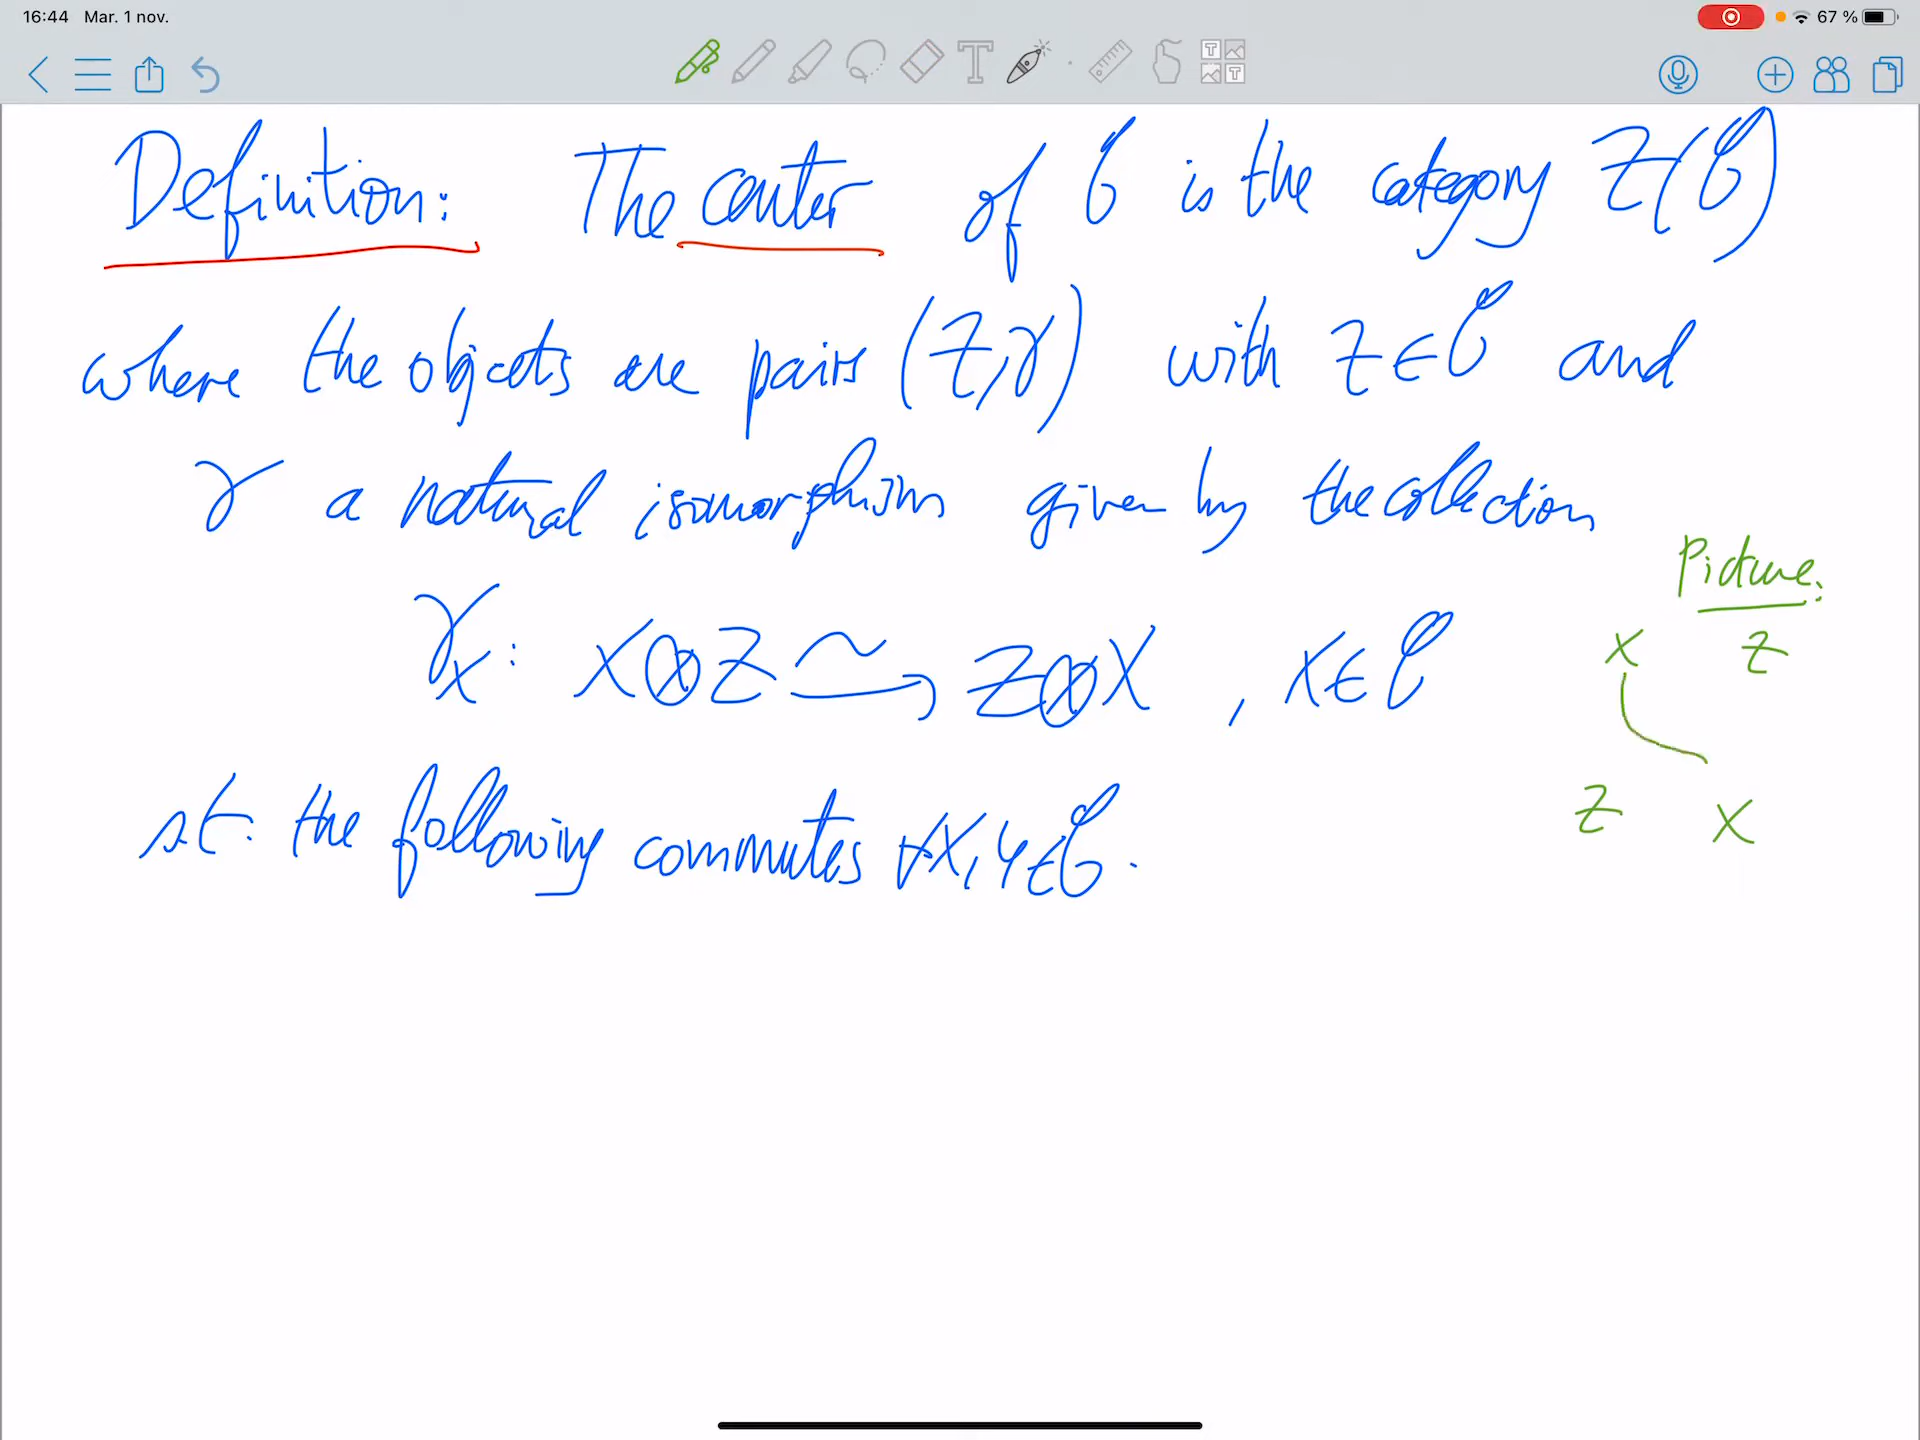 16:44 Mar. 1 nov. 67 %
Definition: The center of 𝒞 is the category Z(𝒞)
where the objects are pairs (Z,γ) with Z∈𝒞 and
γ a natural isomorphism given by the collection
γ_X : X⊗Z ⥲ Z⊗X , X∈𝒞
s.t. the following commutes ∀X,Y∈𝒞.
Picture:
X Z
Z X